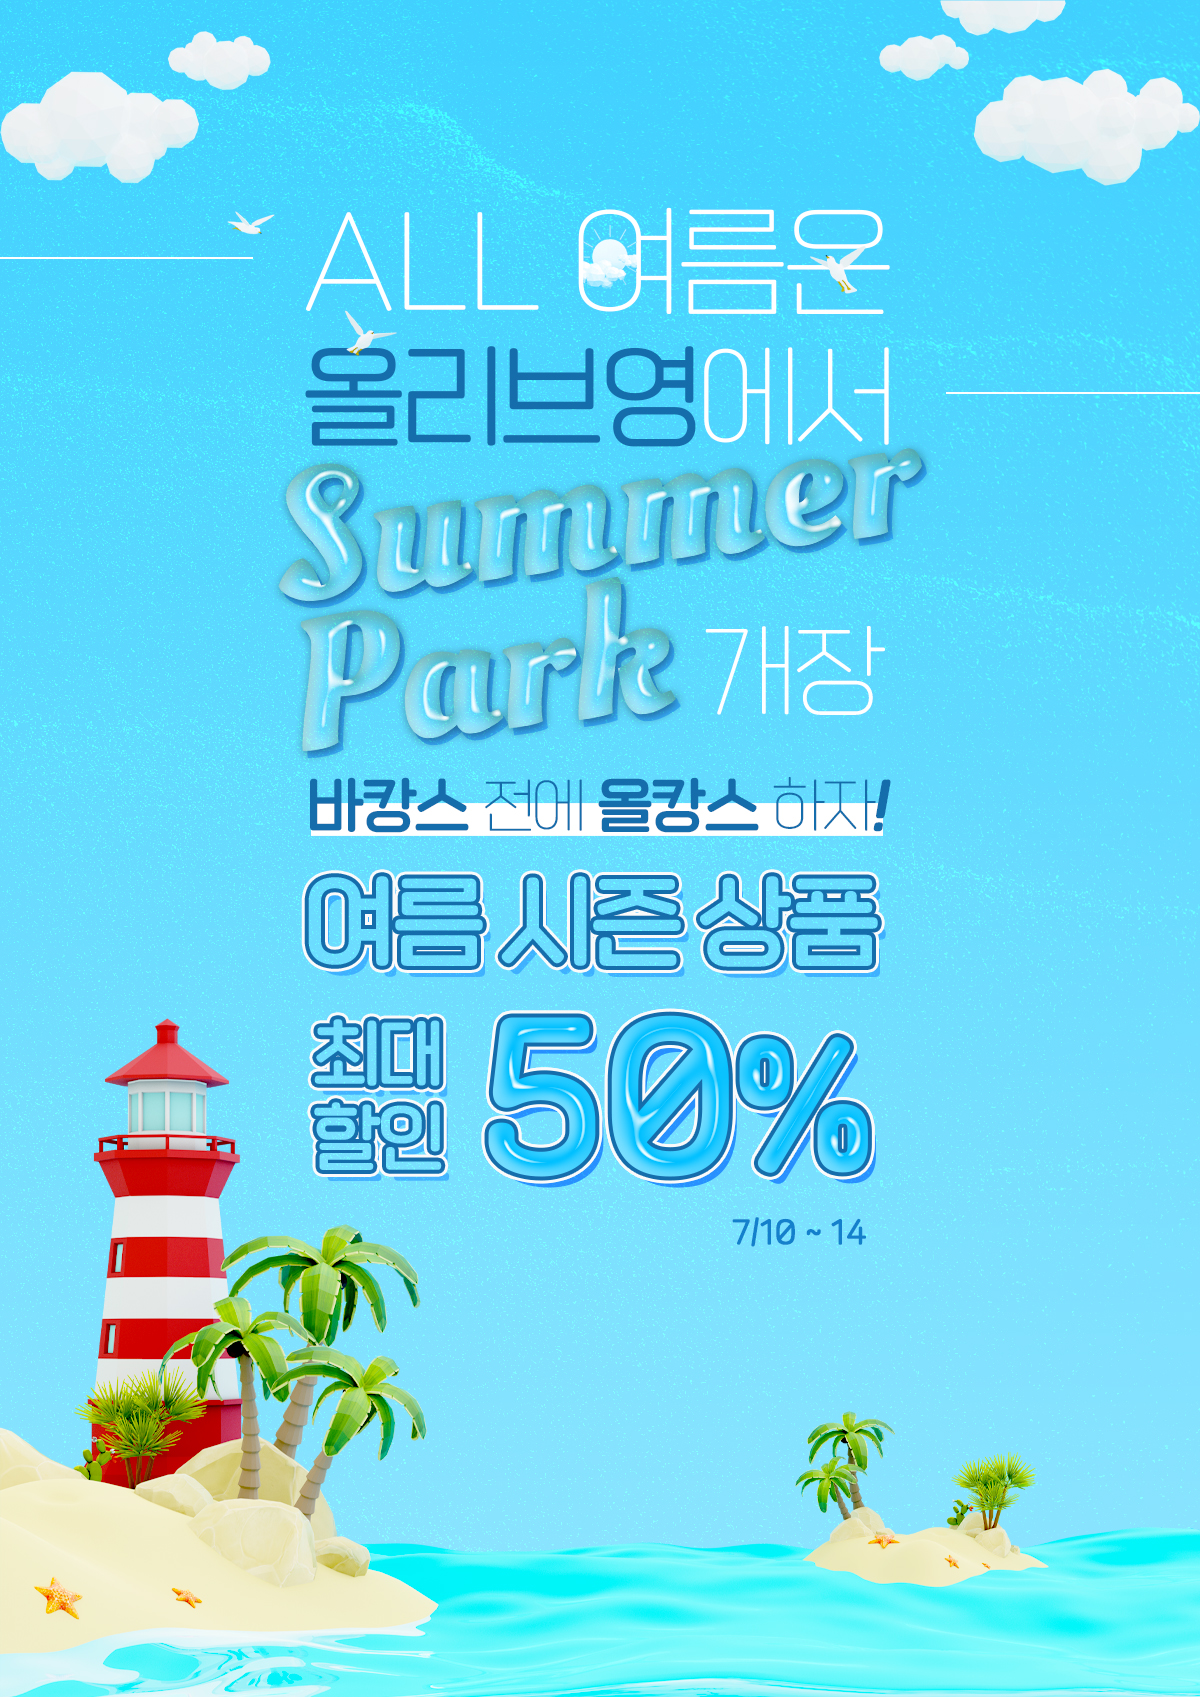 ALL 여름은
올리브영에서
Summer
Park 개장
바캉스 전에 올캉스 하자!
여름 시즌 상품
최대
할인 50%
7/10 ~ 14